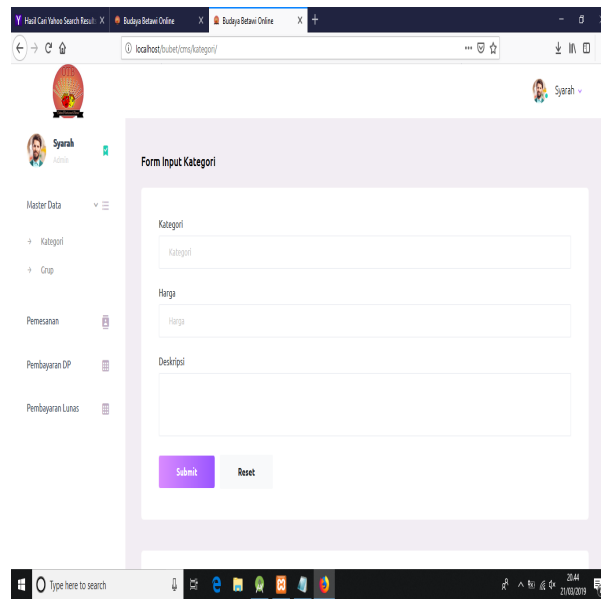 Hasil Cari Yahoo Search Result
Budaya Betawi Online
Budaya Betawi Online
localhost/bubet/cms/kategori/
Syarah
Syarah
Admin
Master Data
Kategori
Grup
Pemesanan
Pembayaran DP
Pembayaran Lunas
Form Input Kategori
Kategori
Kategori
Harga
Harga
Deskripsi
Submit
Reset
Type here to search
20.44
21/03/2019